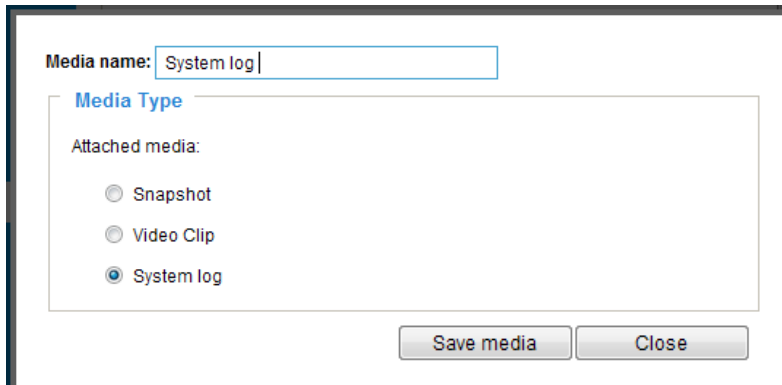 Media name: System log
Media Type
Attached media:
Snapshot
Video Clip
System log
Save media Close